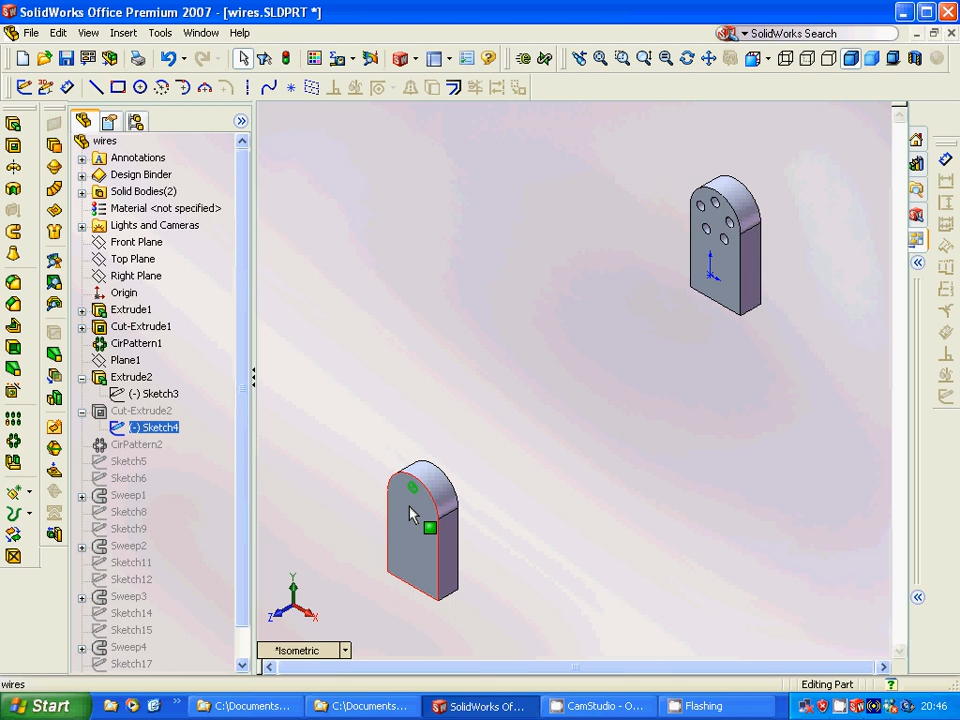 SolidWorks Office Premium 2007 - [wires.SLDPRT *]
File Edit View Insert Tools Window Help
SolidWorks Search
wires
Annotations
Design Binder
Solid Bodies(2)
Material <not specified>
Lights and Cameras
Front Plane
Top Plane
Right Plane
Origin
Extrude1
Cut-Extrude1
CirPattern1
Plane1
Extrude2
(-) Sketch3
Cut-Extrude2
(-) Sketch4
CirPattern2
Sketch5
Sketch6
Sweep1
Sketch8
Sketch9
Sweep2
Sketch11
Sketch12
Sweep3
Sketch14
Sketch15
Sweep4
Sketch17
Y
Z
X
*Isometric
wires
Editing Part
Start
C:\Documents...
C:\Documents...
SolidWorks Of...
CamStudio - O...
Flashing
20:46